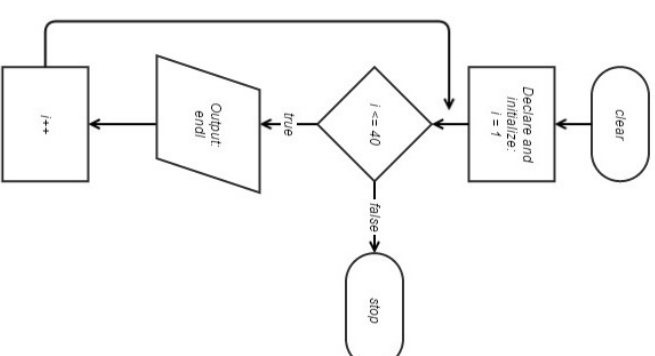 clear
Declare and
initialize:
i = 1
i <= 40
true
false
Output:
endl
i++
stop